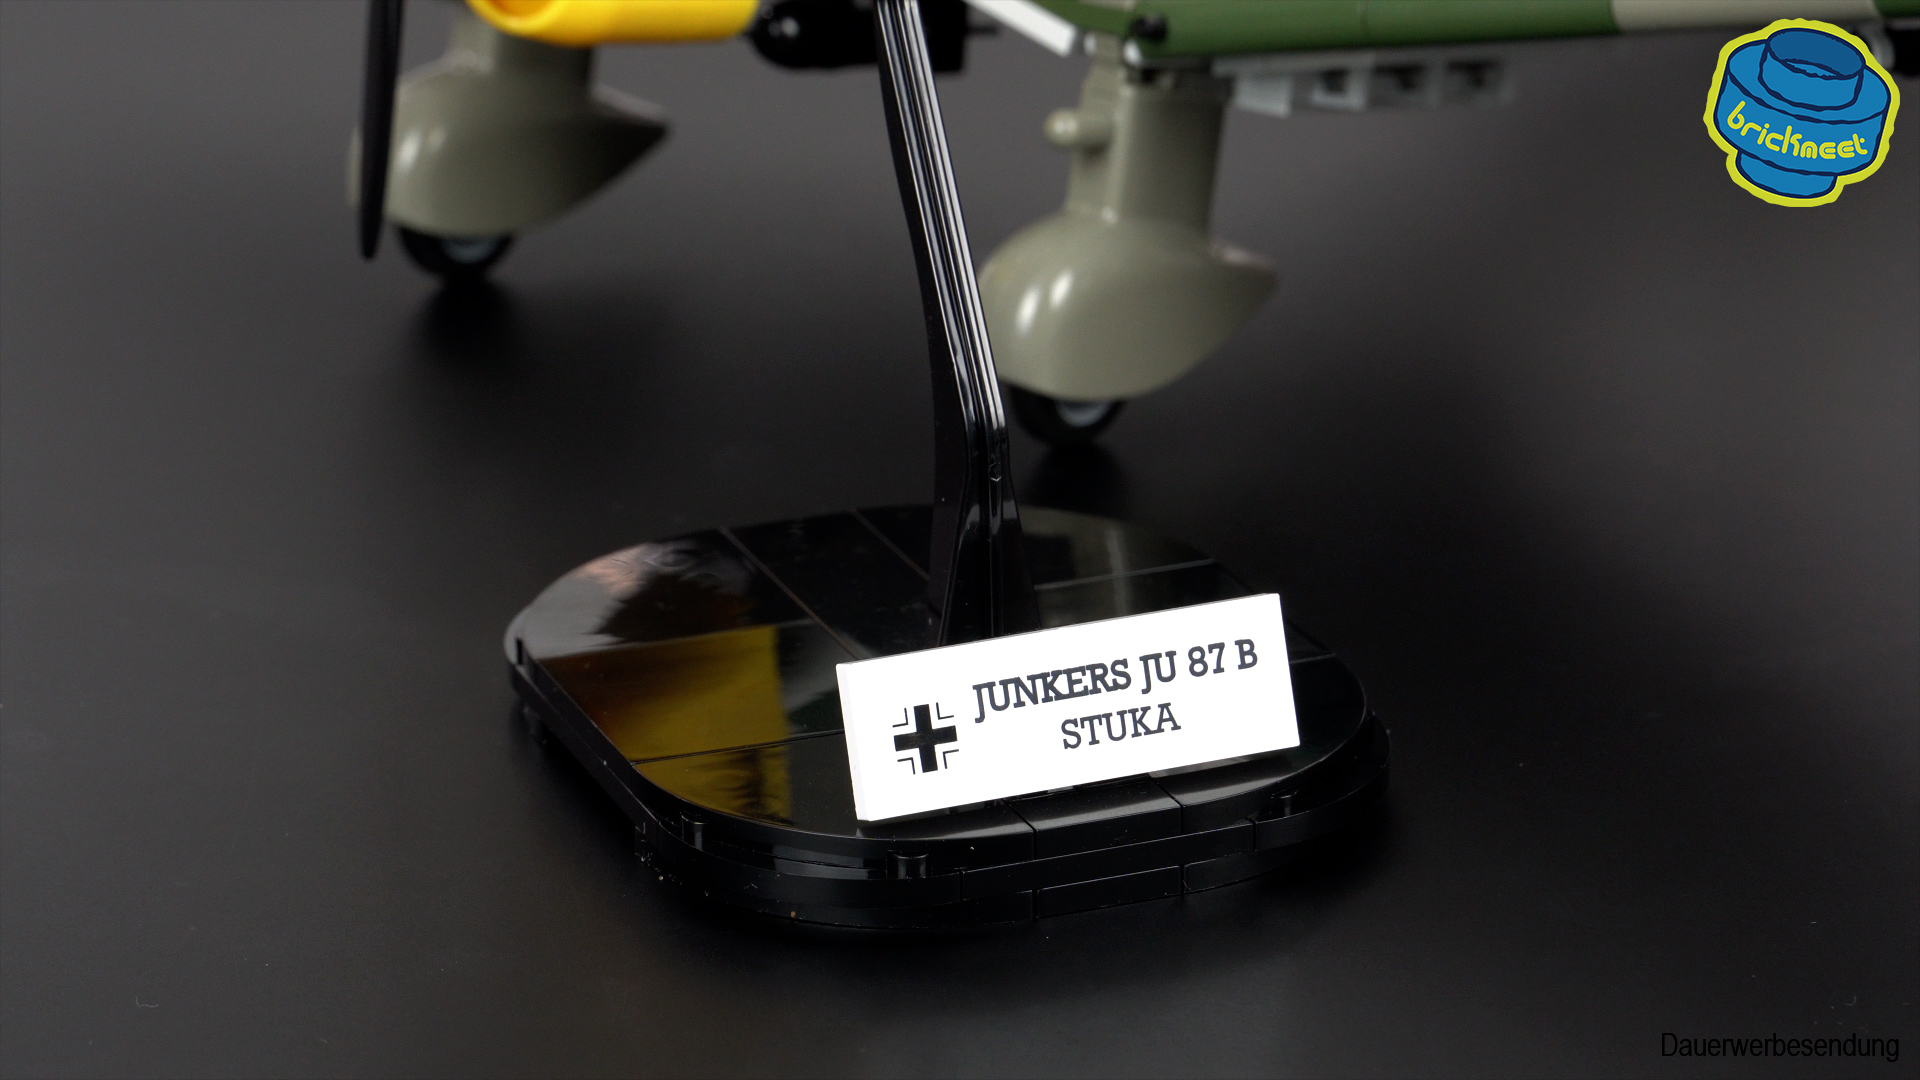 brickmeet
JUNKERS JU 87 B
STUKA
Dauerwerbesendung